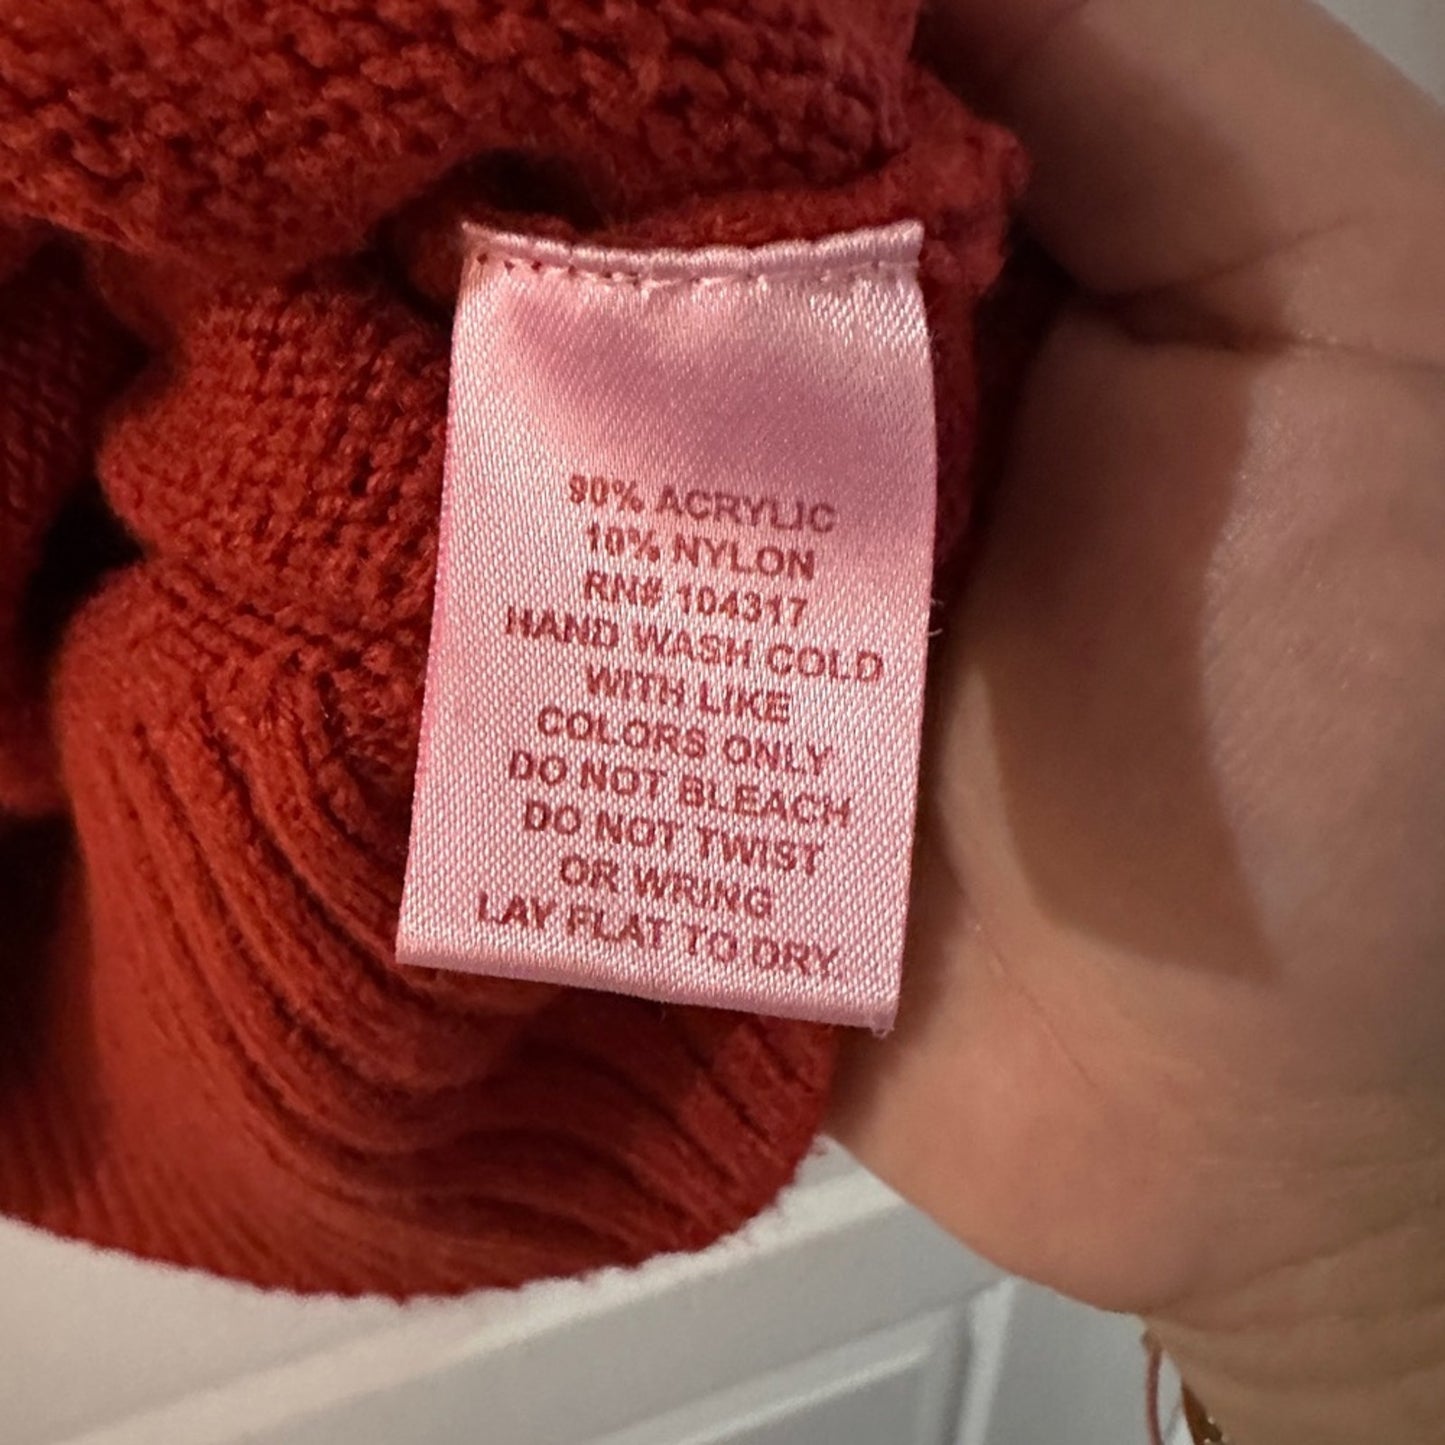 90% ACRYLIC
10% NYLON
RN# 104317
HAND WASH COLD
WITH LIKE
COLORS ONLY
DO NOT BLEACH
DO NOT TWIST
OR WRING
LAY FLAT TO DRY